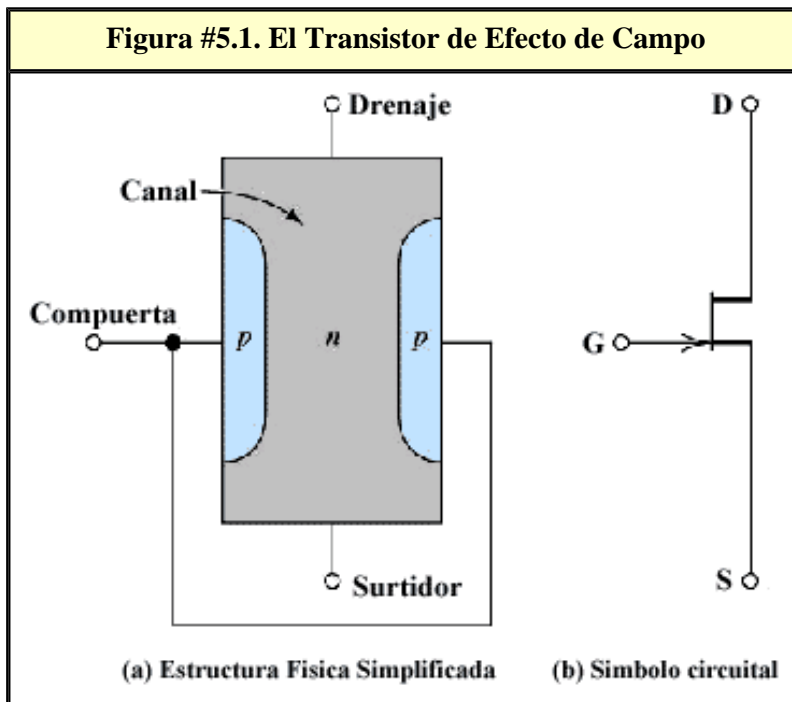 Figura #5.1. El Transistor de Efecto de Campo
Drenaje
D
Canal
Compuerta
p
n
p
G
Surtidor
S
(a) Estructura Fisica Simplificada
(b) Simbolo circuital